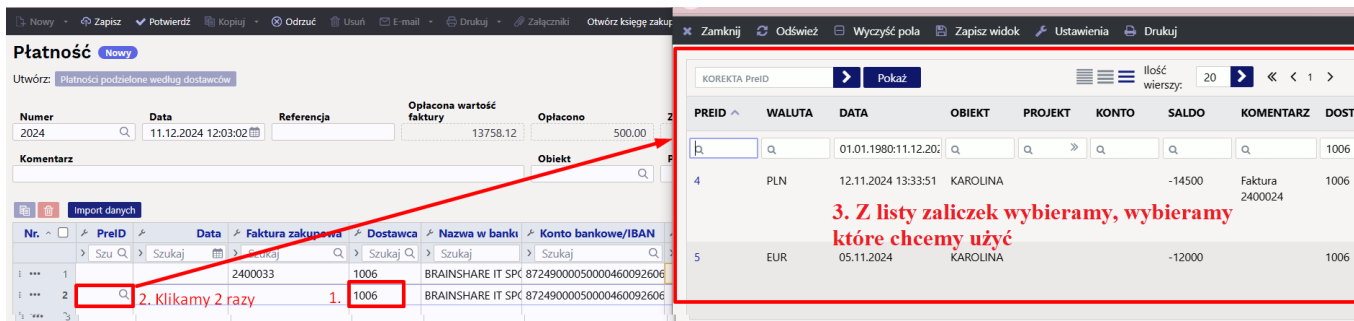 Nowy Zapisz Potwierdź Kopiuj Odrzuć Usuń E-mail Drukuj Załączniki Otwórz księgę zakup
Płatność Nowy
Utwórz: Płatności podzielone według dostawców
Numer Data Referencja Opłacona wartość faktury Opłacono
2024 11.12.2024 12:03:02 13758.12 500.00
Komentarz Obiekt
Import danych
Nr. PreID Data Faktura zakupowa Dostawca Nazwa w banku Konto bankowe/IBAN
Szu Szukaj Szukaj Szukaj Szukaj Szukaj
1 2400033 1006 BRAINSHARE IT SPO 87249000050000460092606
2 2. Klikamy 2 razy 1. 1006 BRAINSHARE IT SPO 87249000050000460092606
3
Zamknij Odśwież Wyczyść pola Zapisz widok Ustawienia Drukuj
KOREKTA PreID Pokaż Ilość wierszy: 20 1
PREID WALUTA DATA OBIEKT PROJEKT KONTO SALDO KOMENTARZ DOST
01.01.1980:11.12.202 1006
4 PLN 12.11.2024 13:33:51 KAROLINA -14500 Faktura 2400024 1006
3. Z listy zaliczek wybieramy, wybieramy
które chcemy użyć
5 EUR 05.11.2024 KAROLINA -12000 1006